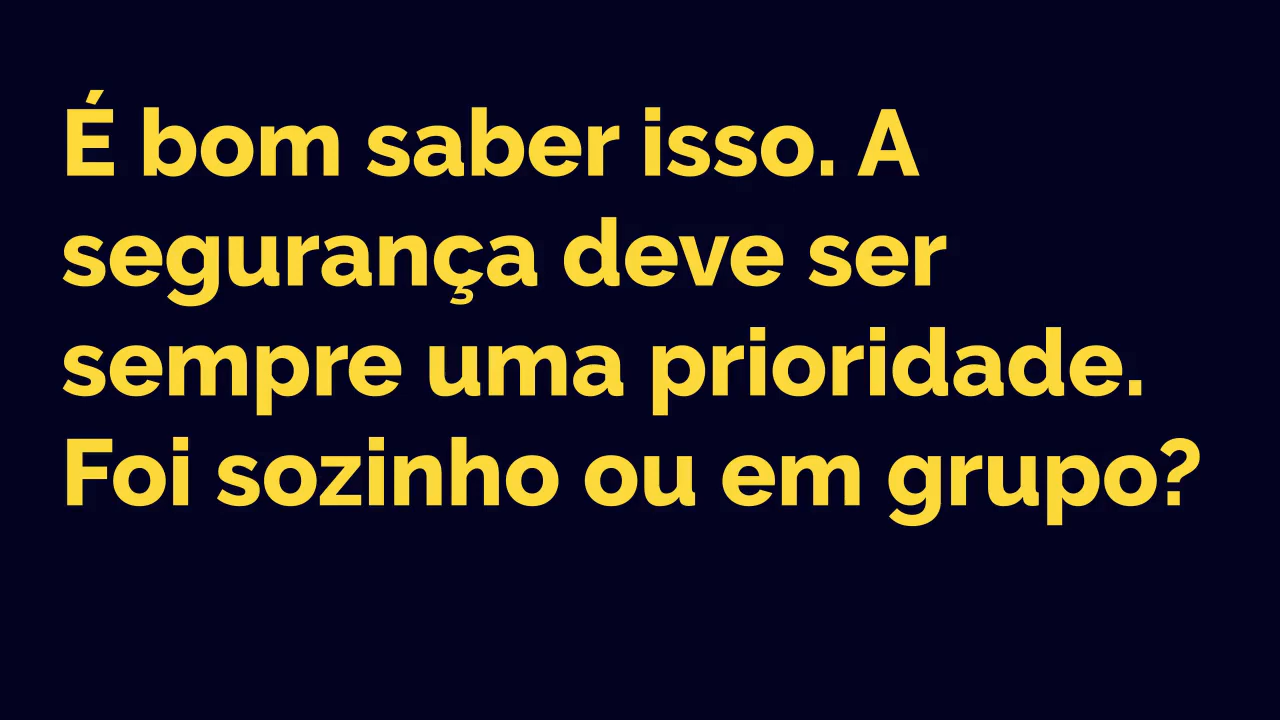 É bom saber isso. A
segurança deve ser
sempre uma prioridade.
Foi sozinho ou em grupo?